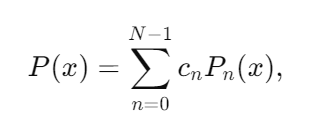 P(x) = \sum_{n=0}^{N-1} c_n P_n(x),